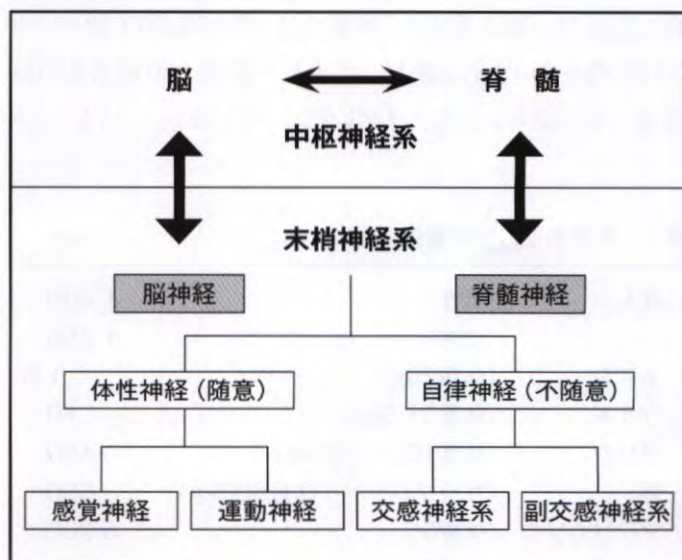 脳 脊 髄
中枢神経系
末梢神経系
脳神経 脊髄神経
体性神経(随意) 自律神経(不随意)
感覚神経 運動神経 交感神経系 副交感神経系